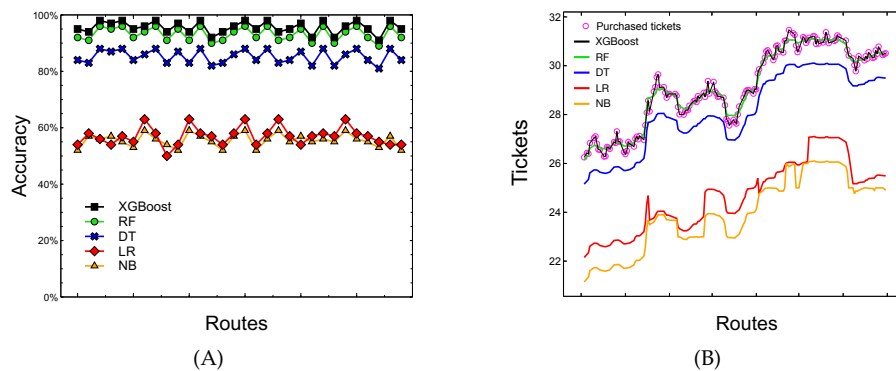 100%
80%
60%
40%
20%
0%
Accuracy
XGBoost
RF
DT
LR
NB
Routes
(A)
32
30
28
26
24
22
Tickets
Purchased tickets
XGBoost
RF
DT
LR
NB
Routes
(B)